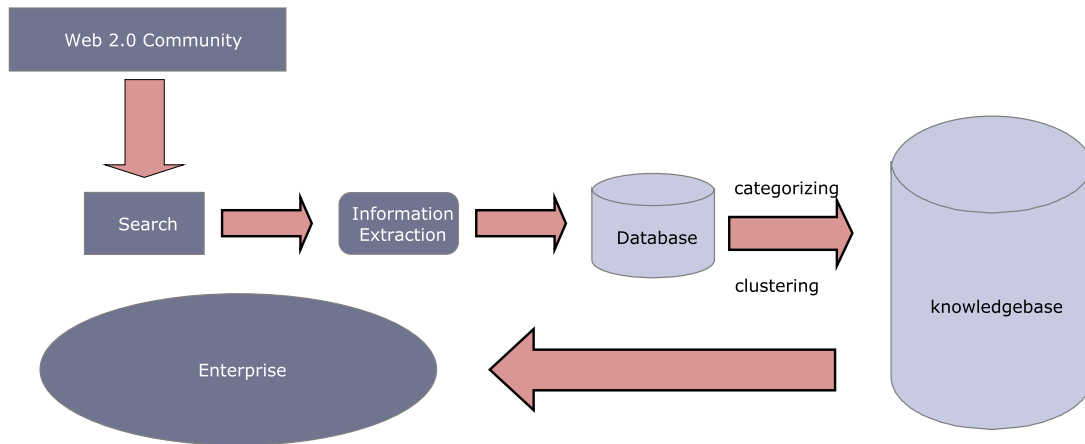 Web 2.0 Community
Search
Information
Extraction
Database
categorizing
clustering
knowledgebase
Enterprise